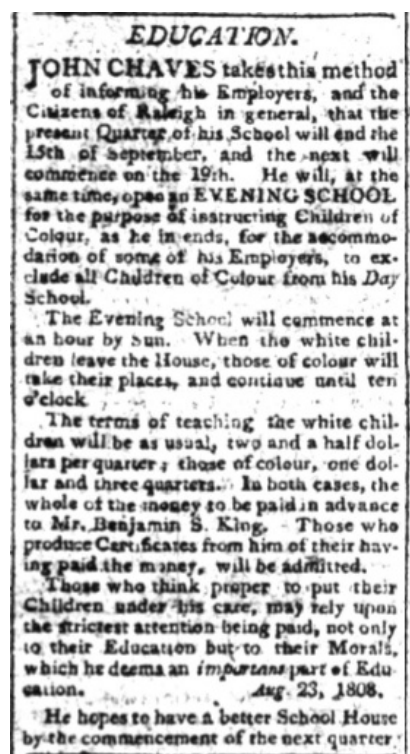 EDUCATION.
JOHN CHAVES takes this method
of informing his Employers, and the
Citizens of Raleigh in general, that the
present Quarter of his School will end the
15th of September, and the next will
commence on the 19th. He will, at the
same time, open an EVENING SCHOOL
for the purpose of instructing Children of
Colour, as he in ends, for the accommo-
dation of some of his Employers, to ex-
clude all Children of Colour from his Day
School.
The Evening School will commence at
an hour by Sun. When the white chil-
dren leave the House, those of colour will
take their places, and continue until ten
o'clock
The terms of teaching the white chil-
dren will be as usual, two and a half dol-
lars per quarter; those of colour, one dol-
lar and three quarters. In both cases, the
whole of the money to be paid in advance
to Mr. Benjamin S. King. Those who
produce Certificates from him of their hav-
ing paid the money, will be admitted.
Those who think proper to put their
Children under his care, may rely upon
the strictest attention being paid, not only
to their Education but to their Morals,
which he deems an important part of Edu
cation. Aug 23, 1808.
He hopes to have a better School House
by the commencement of the next quarter